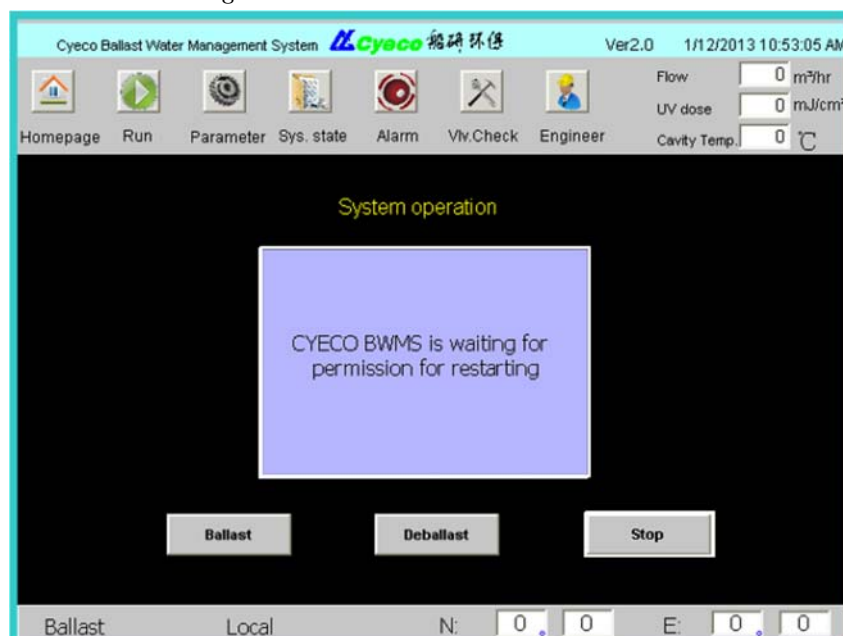 Cyeco Ballast Water Management System Cyeco 船研环保 Ver2.0 1/12/2013 10:53:05 AM
Flow 0 m³/hr
UV dose 0 mJ/cm²
Homepage Run Parameter Sys. state Alarm Vlv.Check Engineer Cavity Temp. 0 ℃
System operation
CYECO BWMS is waiting for
permission for restarting
Ballast Deballast Stop
Ballast Local N: 0 。 0 E: 0 。 0